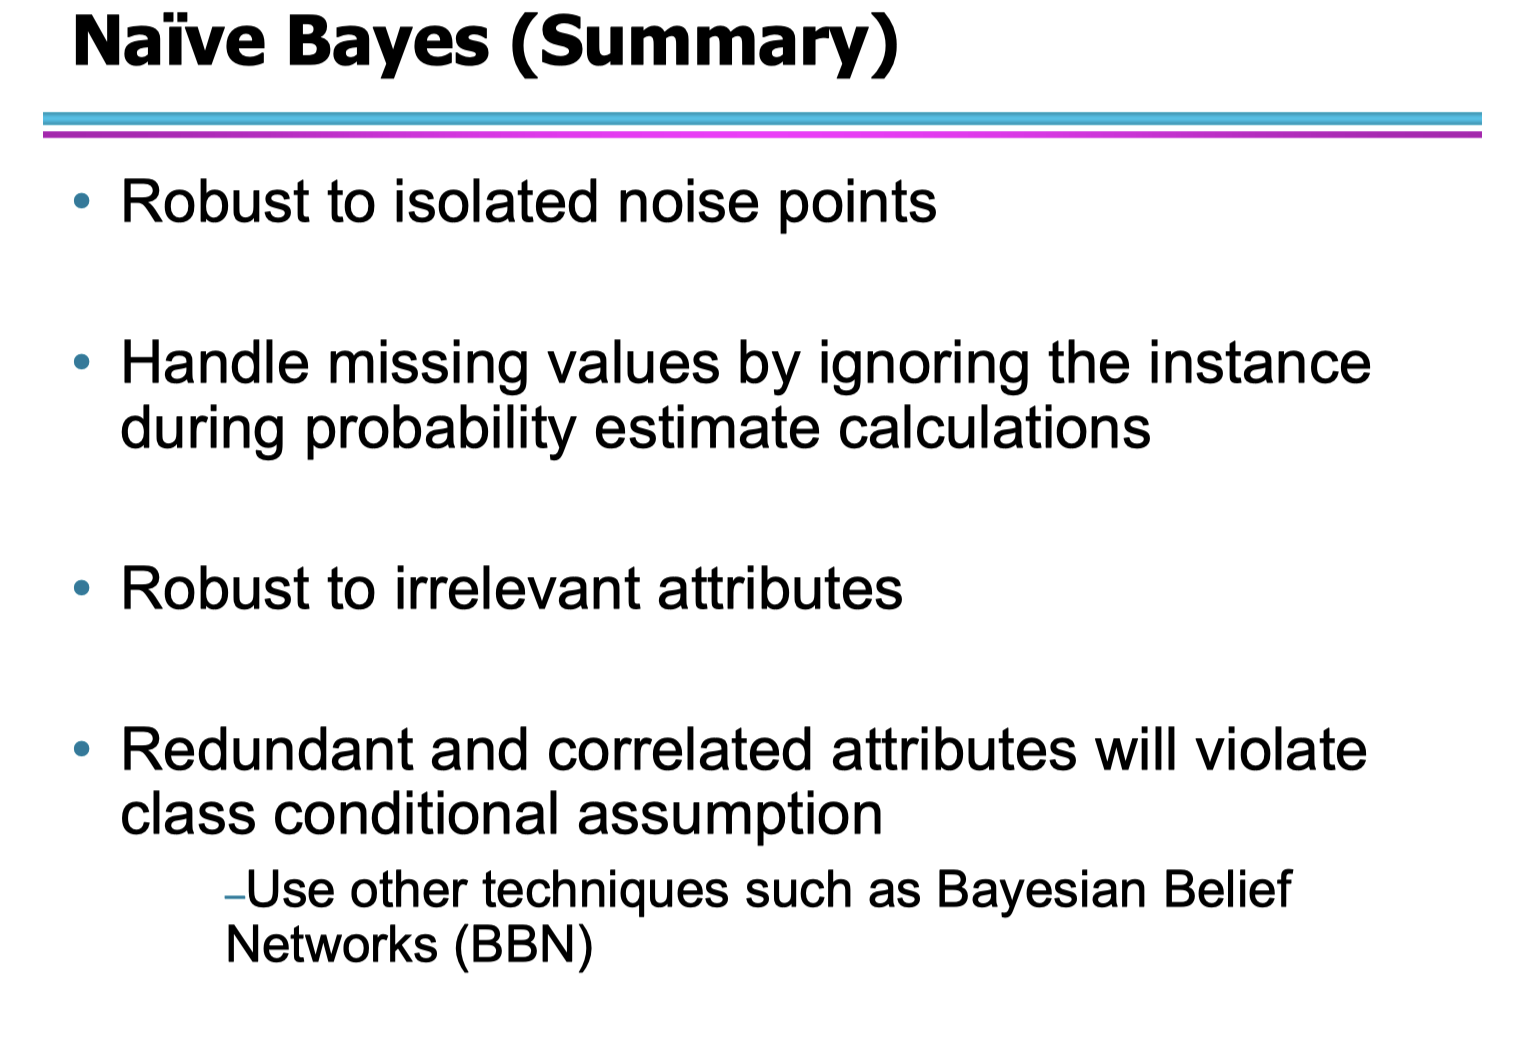 Naïve Bayes (Summary)
• Robust to isolated noise points
• Handle missing values by ignoring the instance
during probability estimate calculations
• Robust to irrelevant attributes
• Redundant and correlated attributes will violate
class conditional assumption
–Use other techniques such as Bayesian Belief
Networks (BBN)